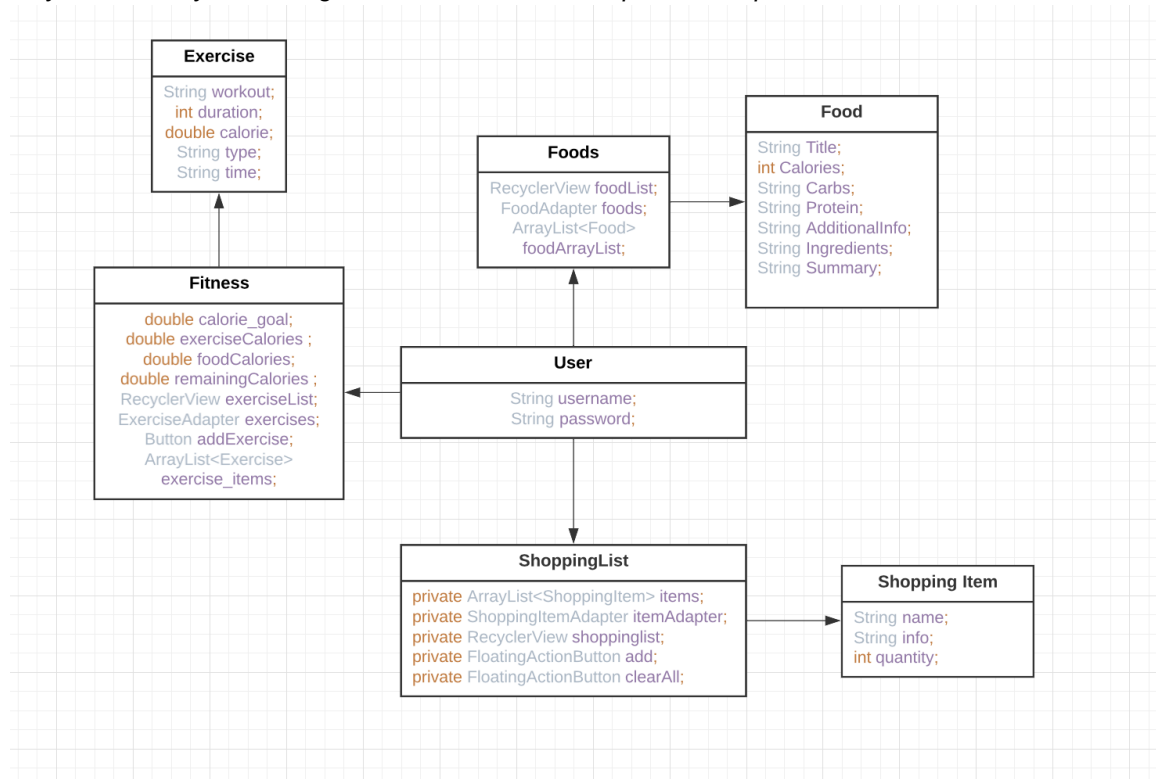 Exercise
String workout;
int duration;
double calorie;
String type;
String time;
Foods
RecyclerView foodList;
FoodAdapter foods;
ArrayList<Food>
foodArrayList;
Food
String Title;
int Calories;
String Carbs;
String Protein;
String AdditionalInfo;
String Ingredients;
String Summary;
Fitness
double calorie_goal;
double exerciseCalories ;
double foodCalories;
double remainingCalories ;
RecyclerView exerciseList;
ExerciseAdapter exercises;
Button addExercise;
ArrayList<Exercise>
exercise_items;
User
String username;
String password;
ShoppingList
private ArrayList<ShoppingItem> items;
private ShoppingItemAdapter itemAdapter;
private RecyclerView shoppinglist;
private FloatingActionButton add;
private FloatingActionButton clearAll;
Shopping Item
String name;
String info;
int quantity;